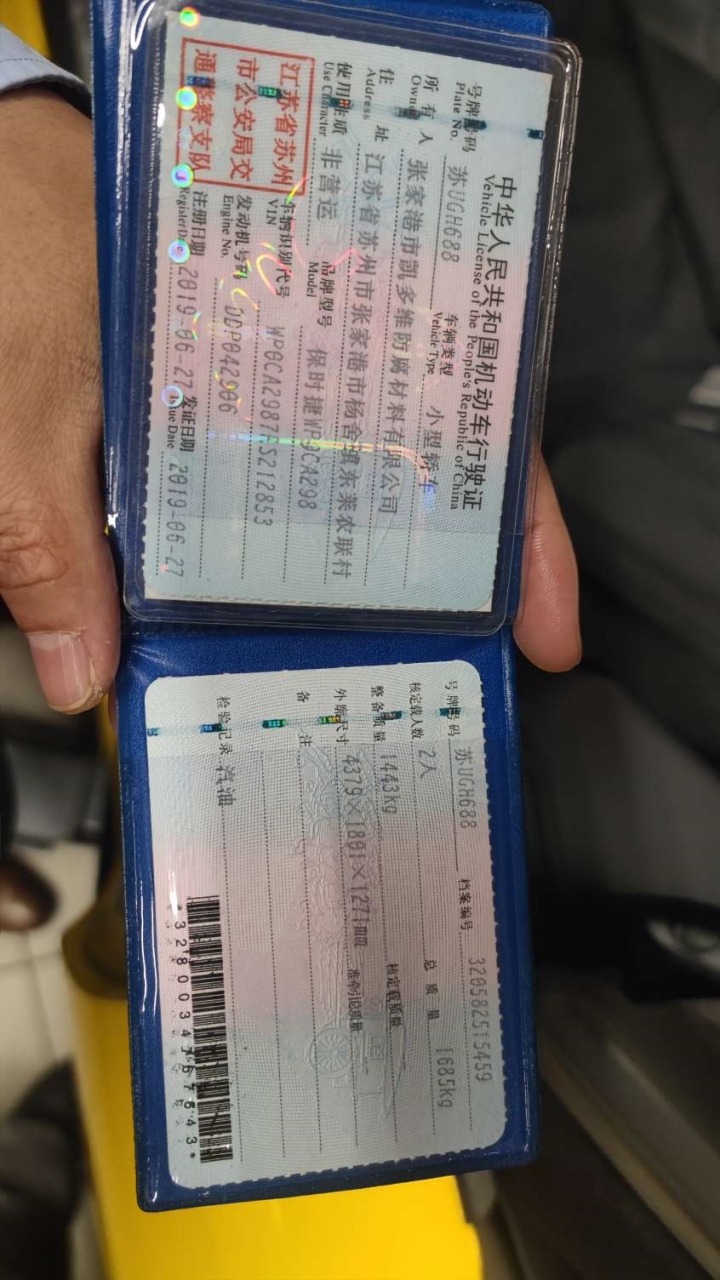 中华人民共和国机动车行驶证
Vehicle License of the People's Republic of China
号牌号码 Plate No. 苏UGH688 车辆类型 Vehicle Type 小型轿车
所有人 Owner 张家港市凯多维防腐材料有限公司
住址 Address 江苏省苏州市张家港市杨舍镇东莱农联村
使用性质 Use Character 非营运 品牌型号 Model 保时捷WP0CA298
江苏省苏州
市公安局交
通警察支队
车辆识别代号 VIN WP0CA2987 S212853
发动机号码 Engine No. DDP042906
注册日期 Register Date 2019-06-27 发证日期 Issue Date 2019-06-27
号牌号码 苏UGH688 档案编号 320582515459
核定载人数 2人 总质量 1685kg
整备质量 1443kg 核定载质量
外廓尺寸 4379×1801×1271mm 准牵引总质量
备注
检验记录 汽油